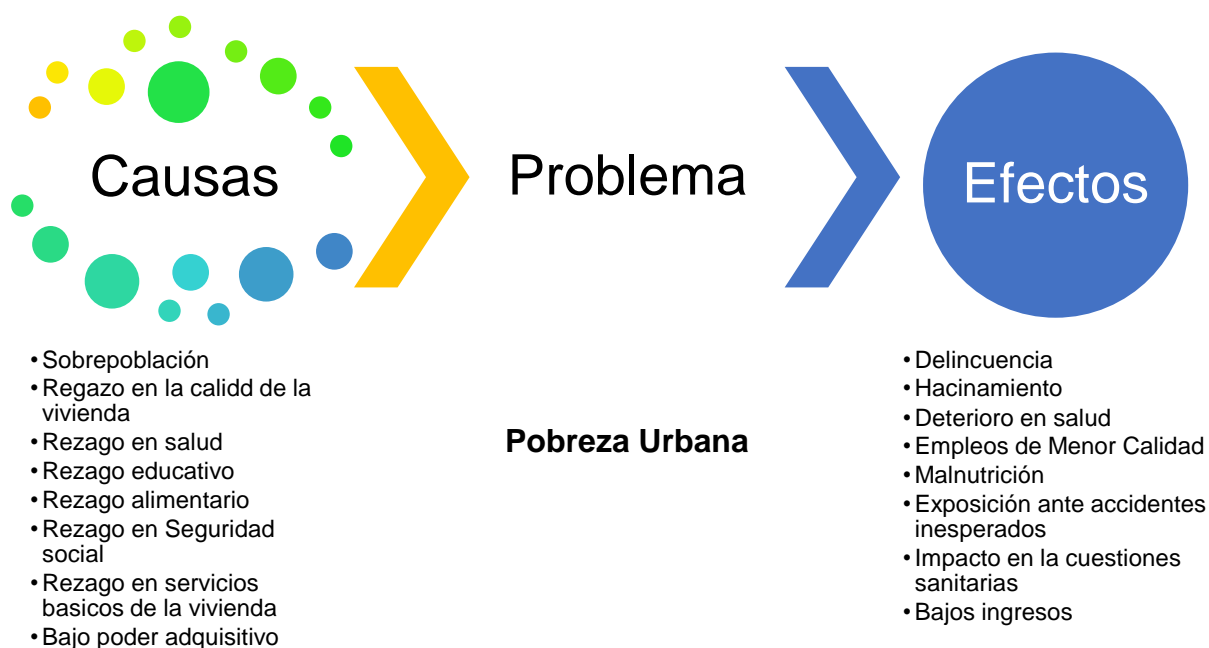 Causas
Problema
Efectos
•Sobrepoblación
•Regazo en la calidd de la
vivienda
•Rezago en salud
•Rezago educativo
•Rezago alimentario
•Rezago en Seguridad
social
•Rezago en servicios
basicos de la vivienda
•Bajo poder adquisitivo
Pobreza Urbana
•Delincuencia
•Hacinamiento
•Deterioro en salud
•Empleos de Menor Calidad
•Malnutrición
•Exposición ante accidentes
inesperados
•Impacto en la cuestiones
sanitarias
•Bajos ingresos